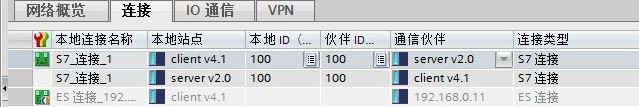 网络概览 连接 IO 通信 VPN
本地连接名称 本地站点 本地 ID（... 伙伴 ID... 通信伙伴 连接类型
S7_连接_1 client v4.1 100 100 server v2.0 S7 连接
S7_连接_1 server v2.0 100 100 client v4.1 S7 连接
ES 连接_192.... client v4.1 192.168.0.11 ES 连接